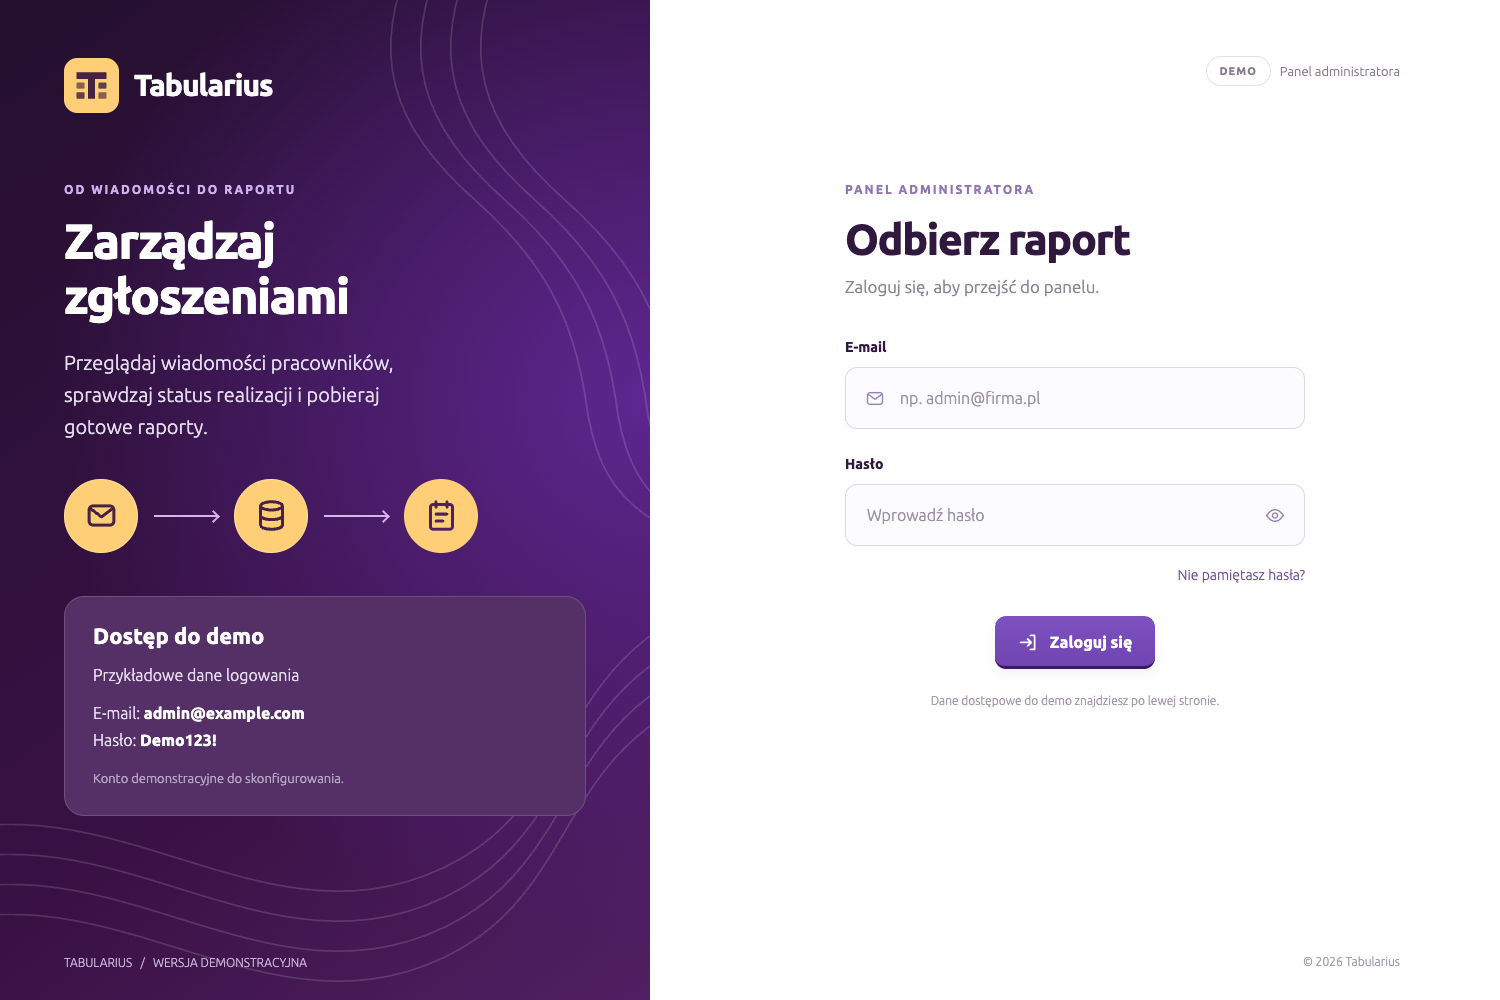 Tabularius
OD WIADOMOŚCI DO RAPORTU
Zarządzaj
zgłoszeniami
Przeglądaj wiadomości pracowników,
sprawdzaj status realizacji i pobieraj
gotowe raporty.
Dostęp do demo
Przykładowe dane logowania
E-mail: admin@example.com
Hasło: Demo123!
Konto demonstracyjne do skonfigurowania.
TABULARIUS / WERSJA DEMONSTRACYJNA
DEMO Panel administratora
PANEL ADMINISTRATORA
Odbierz raport
Zaloguj się, aby przejść do panelu.
E-mail
np. admin@firma.pl
Hasło
Wprowadź hasło
Nie pamiętasz hasła?
Zaloguj się
Dane dostępowe do demo znajdziesz po lewej stronie.
© 2026 Tabularius